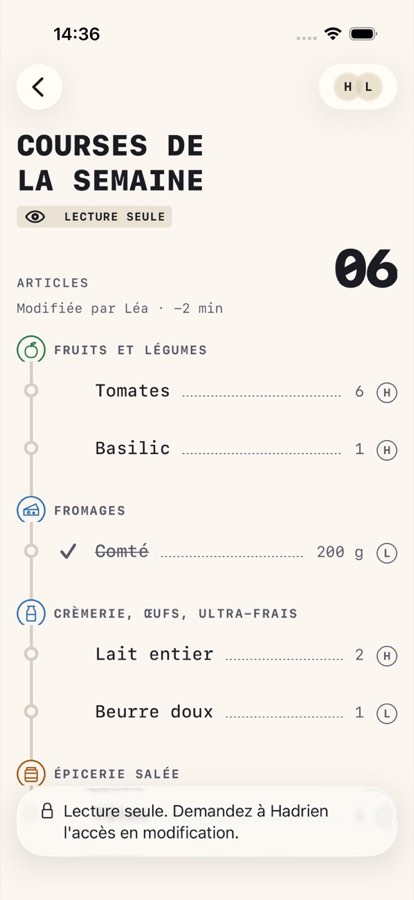 14:36
H L
COURSES DE
LA SEMAINE
LECTURE SEULE
06
ARTICLES
Modifiée par Léa · −2 min
FRUITS ET LÉGUMES
Tomates 6 H
Basilic 1 H
FROMAGES
Comté 200 g L
CRÈMERIE, ŒUFS, ULTRA−FRAIS
Lait entier 2 H
Beurre doux 1 L
ÉPICERIE SALÉE
Lecture seule. Demandez à Hadrien
l'accès en modification.